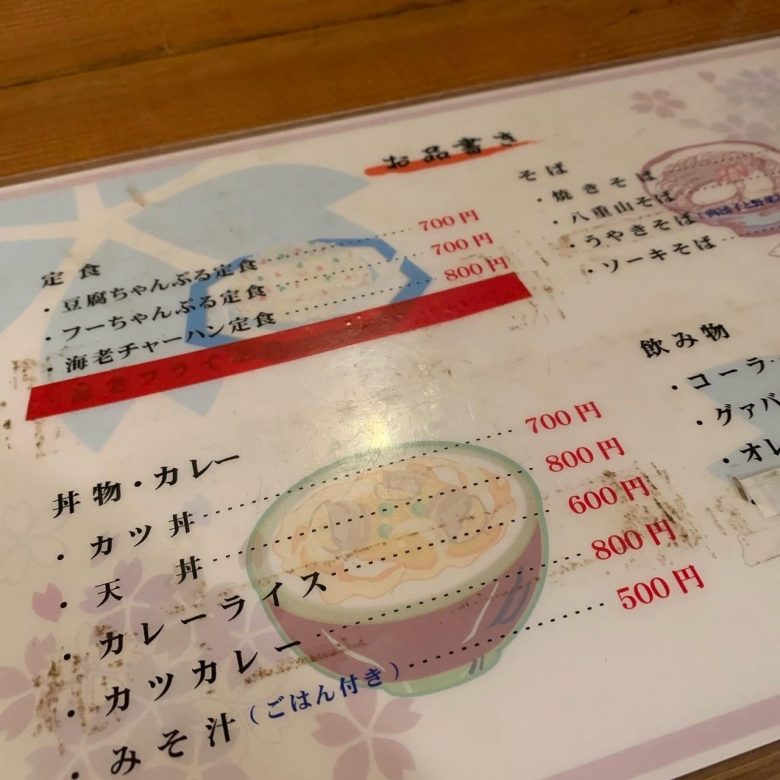 お品書き
定食
・豆腐ちゃんぷる定食 700円
・フーちゃんぷる定食 700円
・海老チャーハン定食 800円
丼物・カレー
・カツ丼 700円
・天丼 800円
・カレーライス 600円
・カツカレー 800円
・みそ汁(ごはん付き) 500円
そば
・焼きそば
・八重山そば
・うやきそば
・ソーキそば
飲み物
・コーラ
・グァバ
・オレ